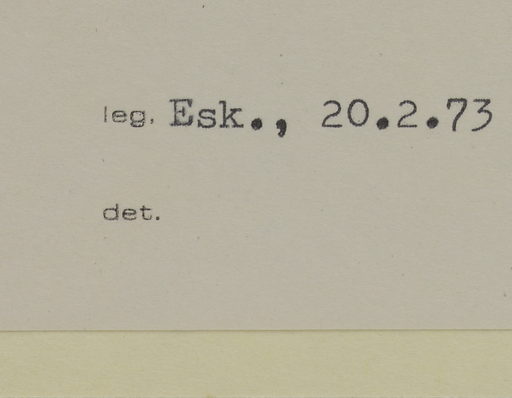 leg. Esk., 20.2.73
det.